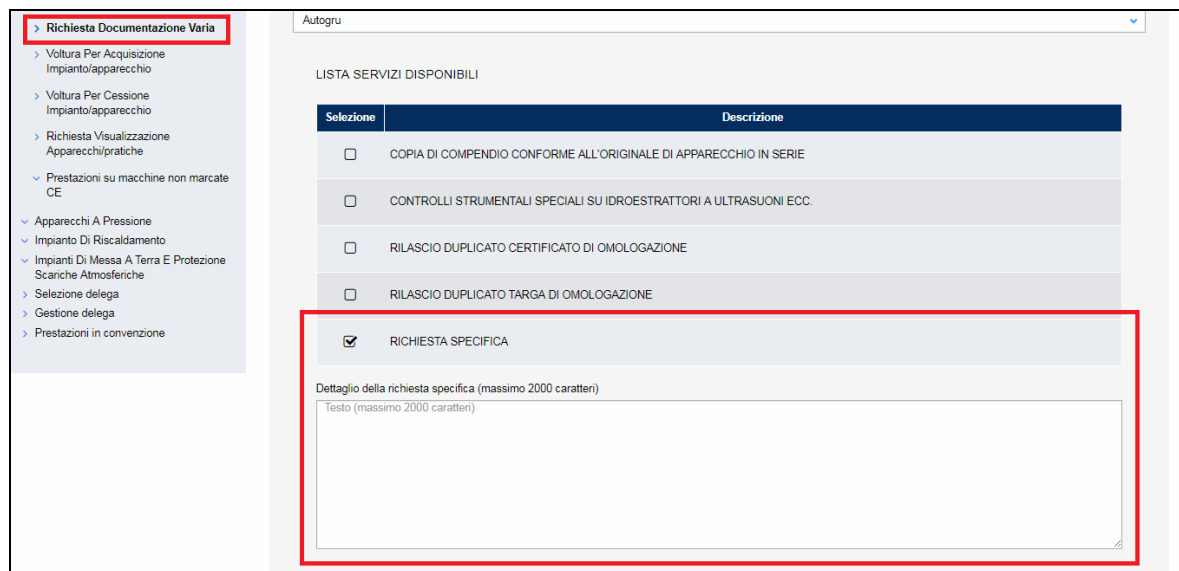 Richiesta Documentazione Varia
Voltura Per Acquisizione
Impianto/apparecchio
Voltura Per Cessione
Impianto/apparecchio
Richiesta Visualizzazione
Apparecchi/pratiche
Prestazioni su macchine non marcate
CE
Apparecchi A Pressione
Impianto Di Riscaldamento
Impianti Di Messa A Terra E Protezione
Scariche Atmosferiche
Selezione delega
Gestione delega
Prestazioni in convenzione
Autogru
LISTA SERVIZI DISPONIBILI
Selezione Descrizione
COPIA DI COMPENDIO CONFORME ALL'ORIGINALE DI APPARECCHIO IN SERIE
CONTROLLI STRUMENTALI SPECIALI SU IDROESTRATTORI A ULTRASUONI ECC.
RILASCIO DUPLICATO CERTIFICATO DI OMOLOGAZIONE
RILASCIO DUPLICATO TARGA DI OMOLOGAZIONE
RICHIESTA SPECIFICA
Dettaglio della richiesta specifica (massimo 2000 caratteri)
Testo (massimo 2000 caratteri)